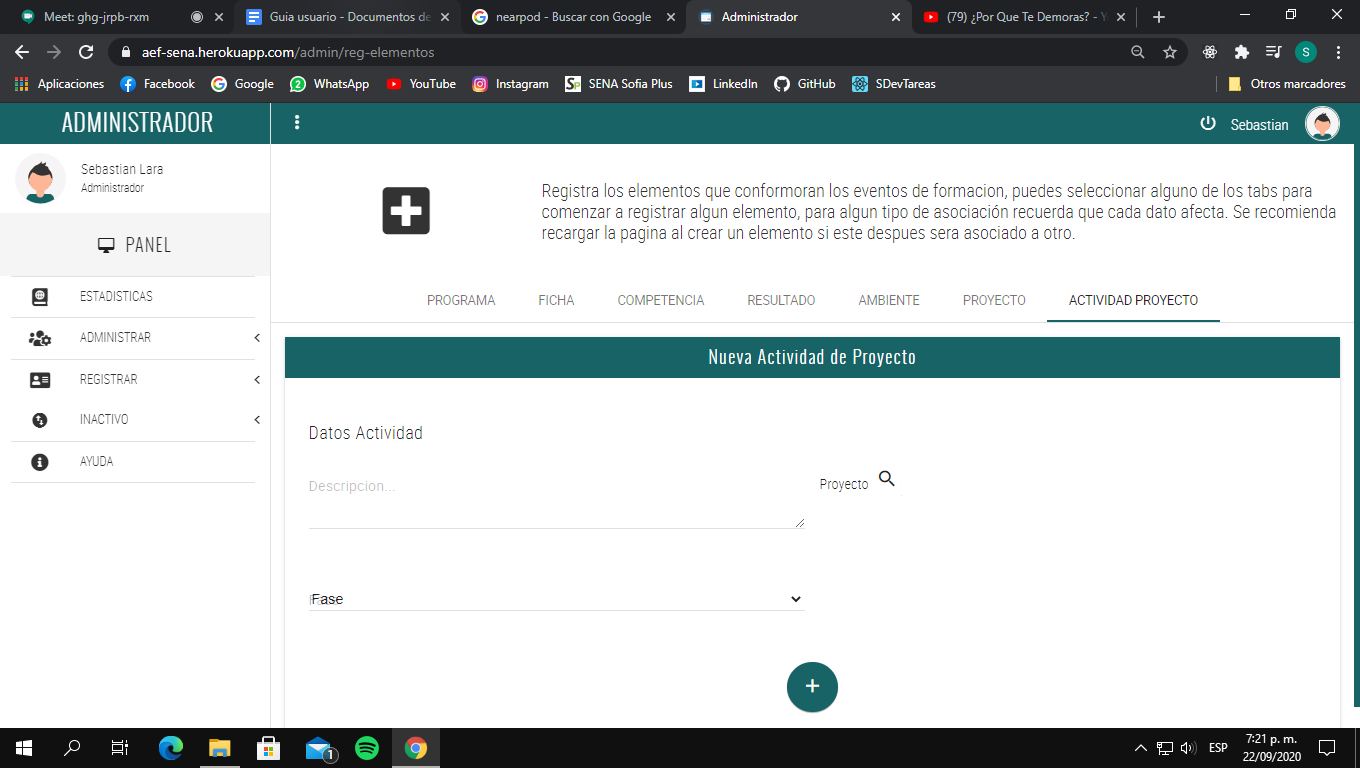 Meet: ghg-jrpb-rxm
Guia usuario - Documentos de
nearpod - Buscar con Google
Administrador
(79) ¿Por Que Te Demoras? - Y
aef-sena.herokuapp.com/admin/reg-elementos
S
Aplicaciones
Facebook
Google
WhatsApp
YouTube
Instagram
SENA Sofia Plus
LinkedIn
GitHub
SDevTareas
Otros marcadores
ADMINISTRADOR
Sebastian
Sebastian Lara
Administrador
PANEL
ESTADISTICAS
ADMINISTRAR
REGISTRAR
INACTIVO
AYUDA
Registra los elementos que conformoran los eventos de formacion, puedes seleccionar alguno de los tabs para
comenzar a registrar algun elemento, para algun tipo de asociación recuerda que cada dato afecta. Se recomienda
recargar la pagina al crear un elemento si este despues sera asociado a otro.
PROGRAMA
FICHA
COMPETENCIA
RESULTADO
AMBIENTE
PROYECTO
ACTIVIDAD PROYECTO
Nueva Actividad de Proyecto
Datos Actividad
Descripcion...
Proyecto
Fase
+
1
ESP
7:21 p. m.
22/09/2020